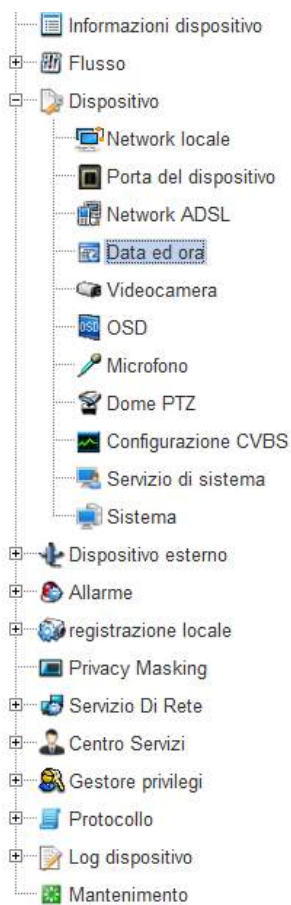 Informazioni dispositivo
Flusso
Dispositivo
Network locale
Porta del dispositivo
Network ADSL
Data ed ora
Videocamera
OSD OSD
Microfono
Dome PTZ
Configurazione CVBS
Servizio di sistema
Sistema
Dispositivo esterno
Allarme
registrazione locale
Privacy Masking
Servizio Di Rete
Centro Servizi
Gestore privilegi
Protocollo
Log dispositivo
Mantenimento